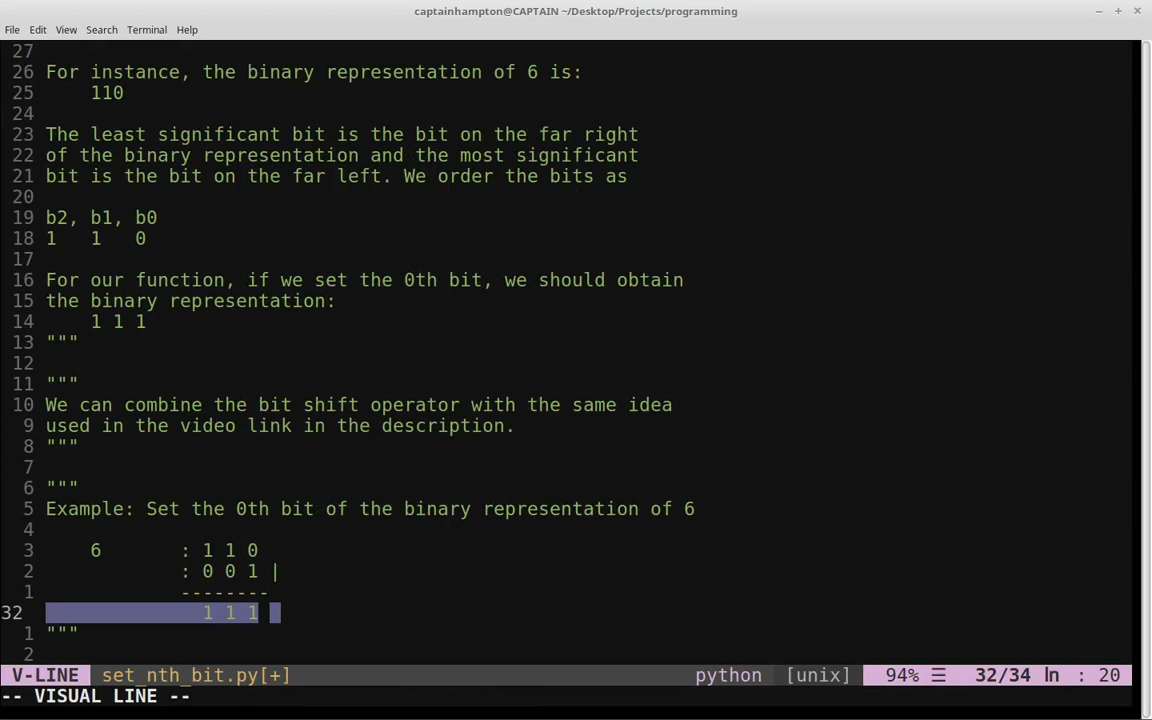 captainhampton@CAPTAIN ~/Desktop/Projects/programming
File Edit View Search Terminal Help
27
26 For instance, the binary representation of 6 is:
25     110
24
23 The least significant bit is the bit on the far right
22 of the binary representation and the most significant
21 bit is the bit on the far left. We order the bits as
20
19 b2, b1, b0
18 1   1   0
17
16 For our function, if we set the 0th bit, we should obtain
15 the binary representation:
14     1 1 1
13 """
12
11 """
10 We can combine the bit shift operator with the same idea
9 used in the video link in the description.
8 """
7
6 """
5 Example: Set the 0th bit of the binary representation of 6
4
3     6       : 1 1 0
2             : 0 0 1 |
1             --------
32              1 1 1
1 """
2
V-LINE set_nth_bit.py[+] python [unix] 94% ☰ 32/34 ln : 20
-- VISUAL LINE --